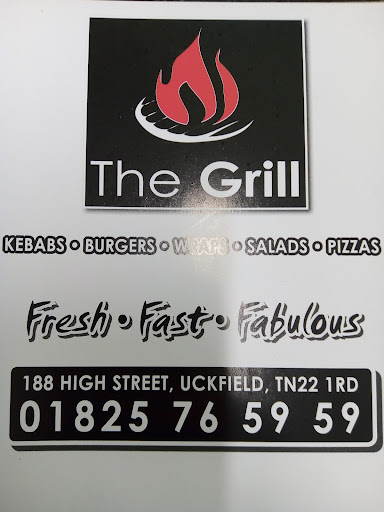 The Grill
KEBABS • BURGERS • WRAPS • SALADS • PIZZAS
Fresh • Fast • Fabulous
188 HIGH STREET, UCKFIELD, TN22 1RD
01825 76 59 59